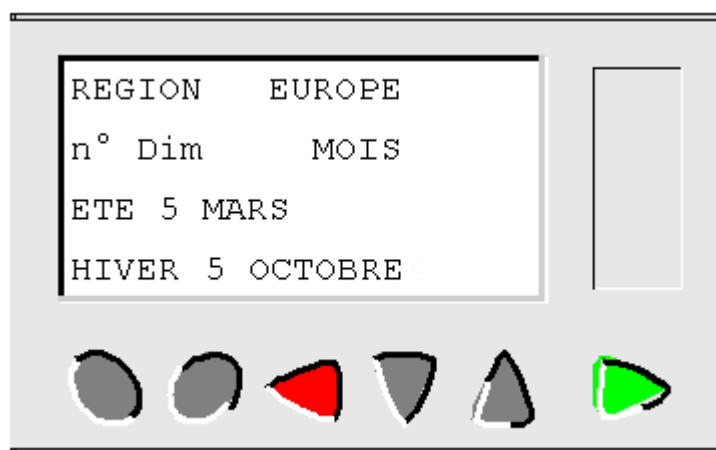 REGION EUROPE
n° Dim MOIS
ETE 5 MARS
HIVER 5 OCTOBRE